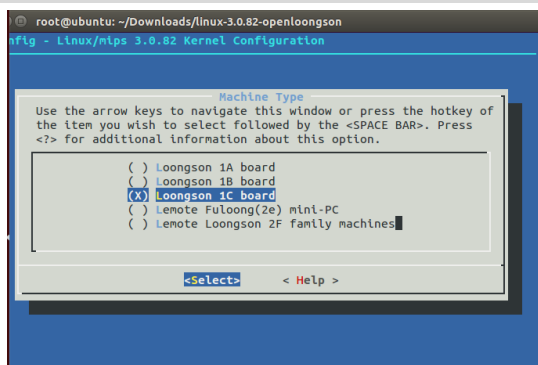 root@ubuntu: ~/Downloads/linux-3.0.82-openloongson
nfig - Linux/mips 3.0.82 Kernel Configuration
Machine Type
Use the arrow keys to navigate this window or press the hotkey of
the item you wish to select followed by the <SPACE BAR>. Press
<?> for additional information about this option.
( ) Loongson 1A board
( ) Loongson 1B board
(X) Loongson 1C board
( ) Lemote Fuloong(2e) mini-PC
( ) Lemote Loongson 2F family machines
<Select> < Help >